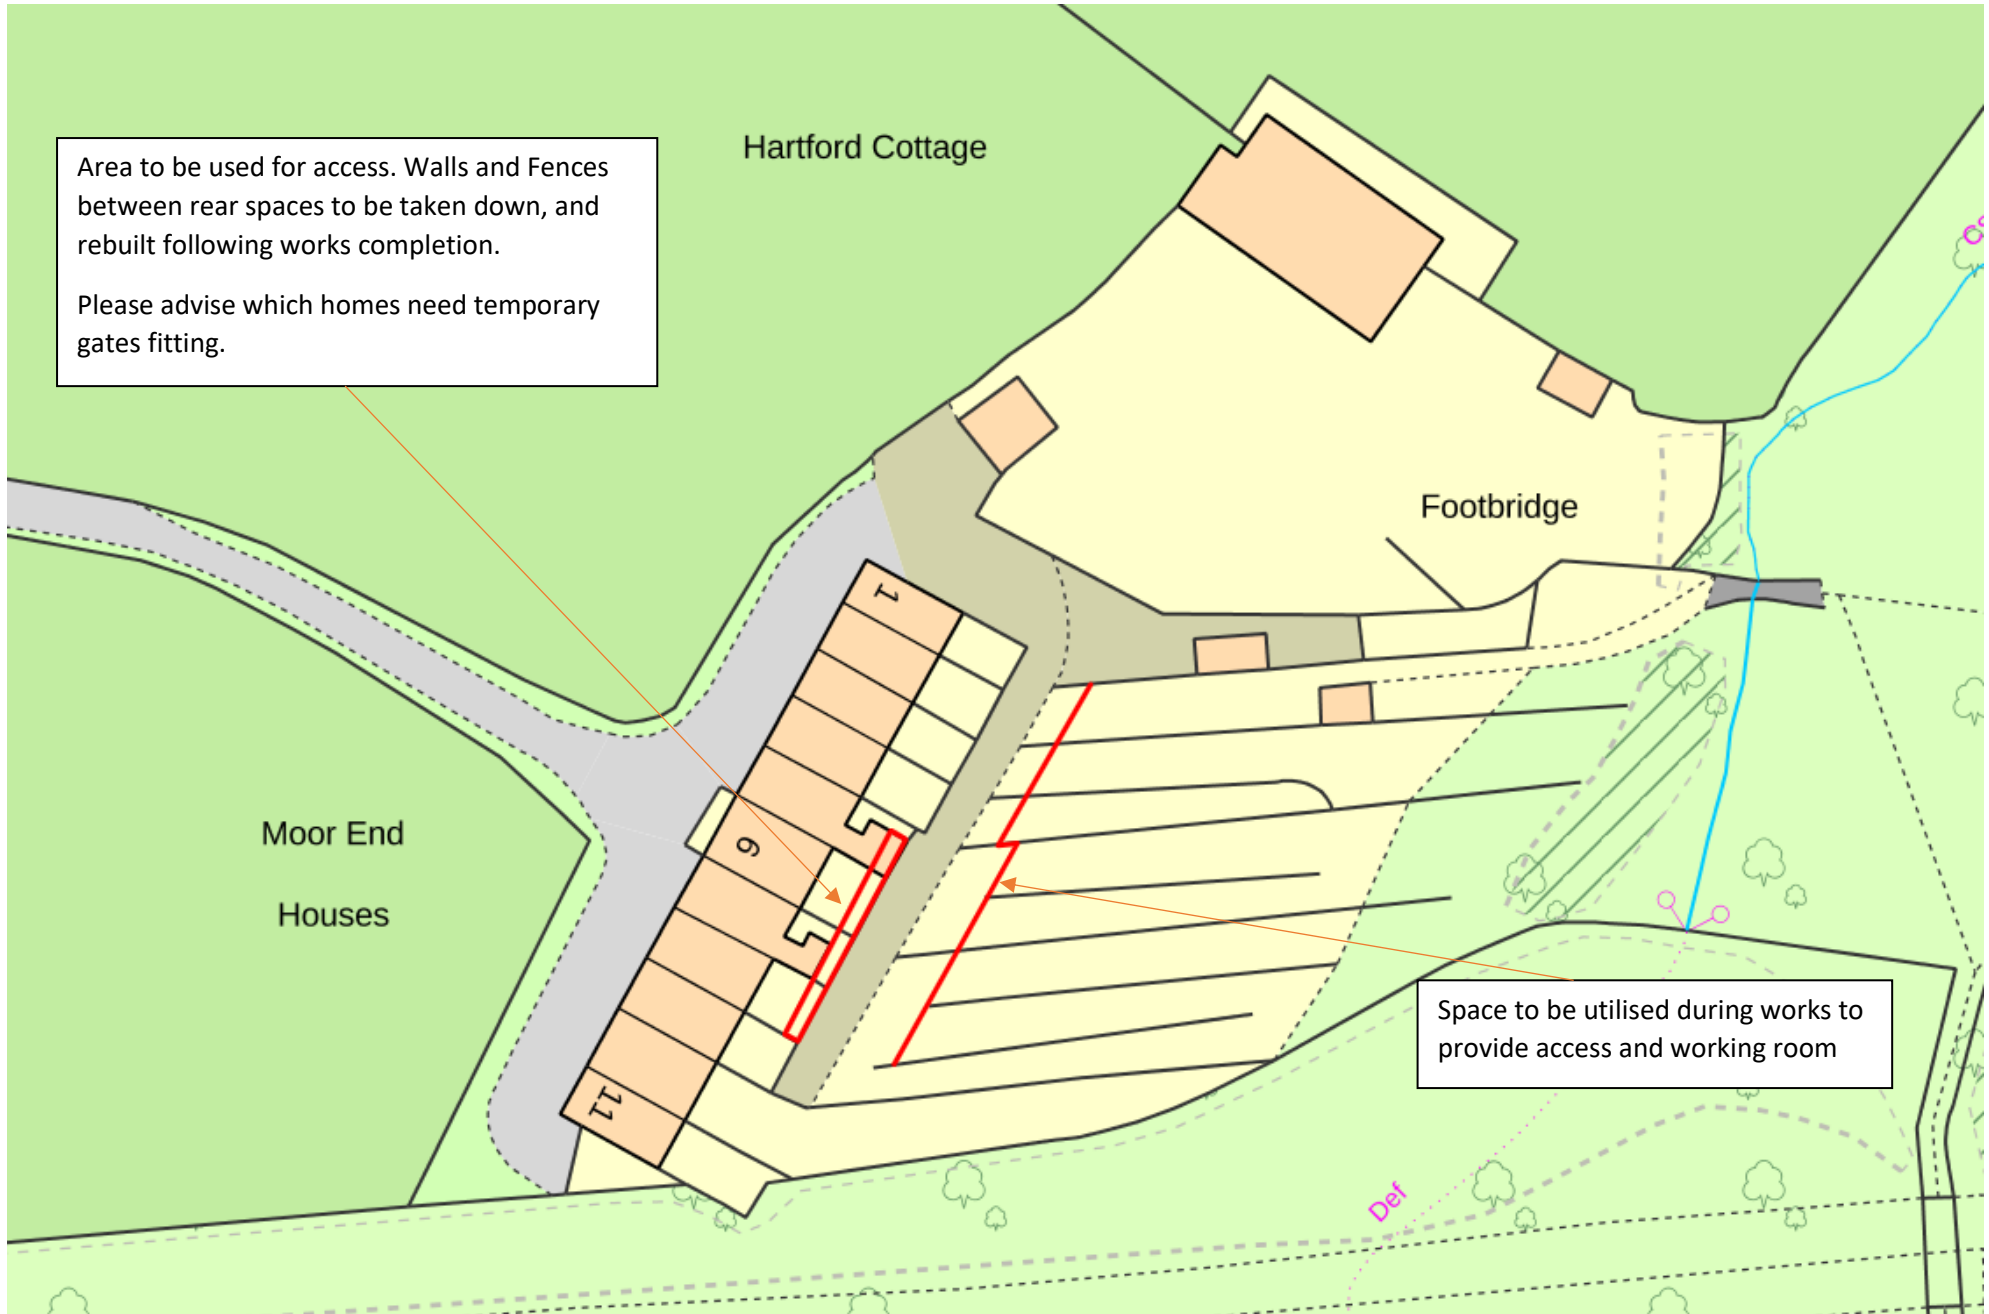 Hartford Cottage
Area to be used for access. Walls and Fences
between rear spaces to be taken down, and
rebuilt following works completion.
Please advise which homes need temporary
gates fitting.
CS
Footbridge
1
Moor End
Houses
6
11
Space to be utilised during works to
provide access and working room
Def